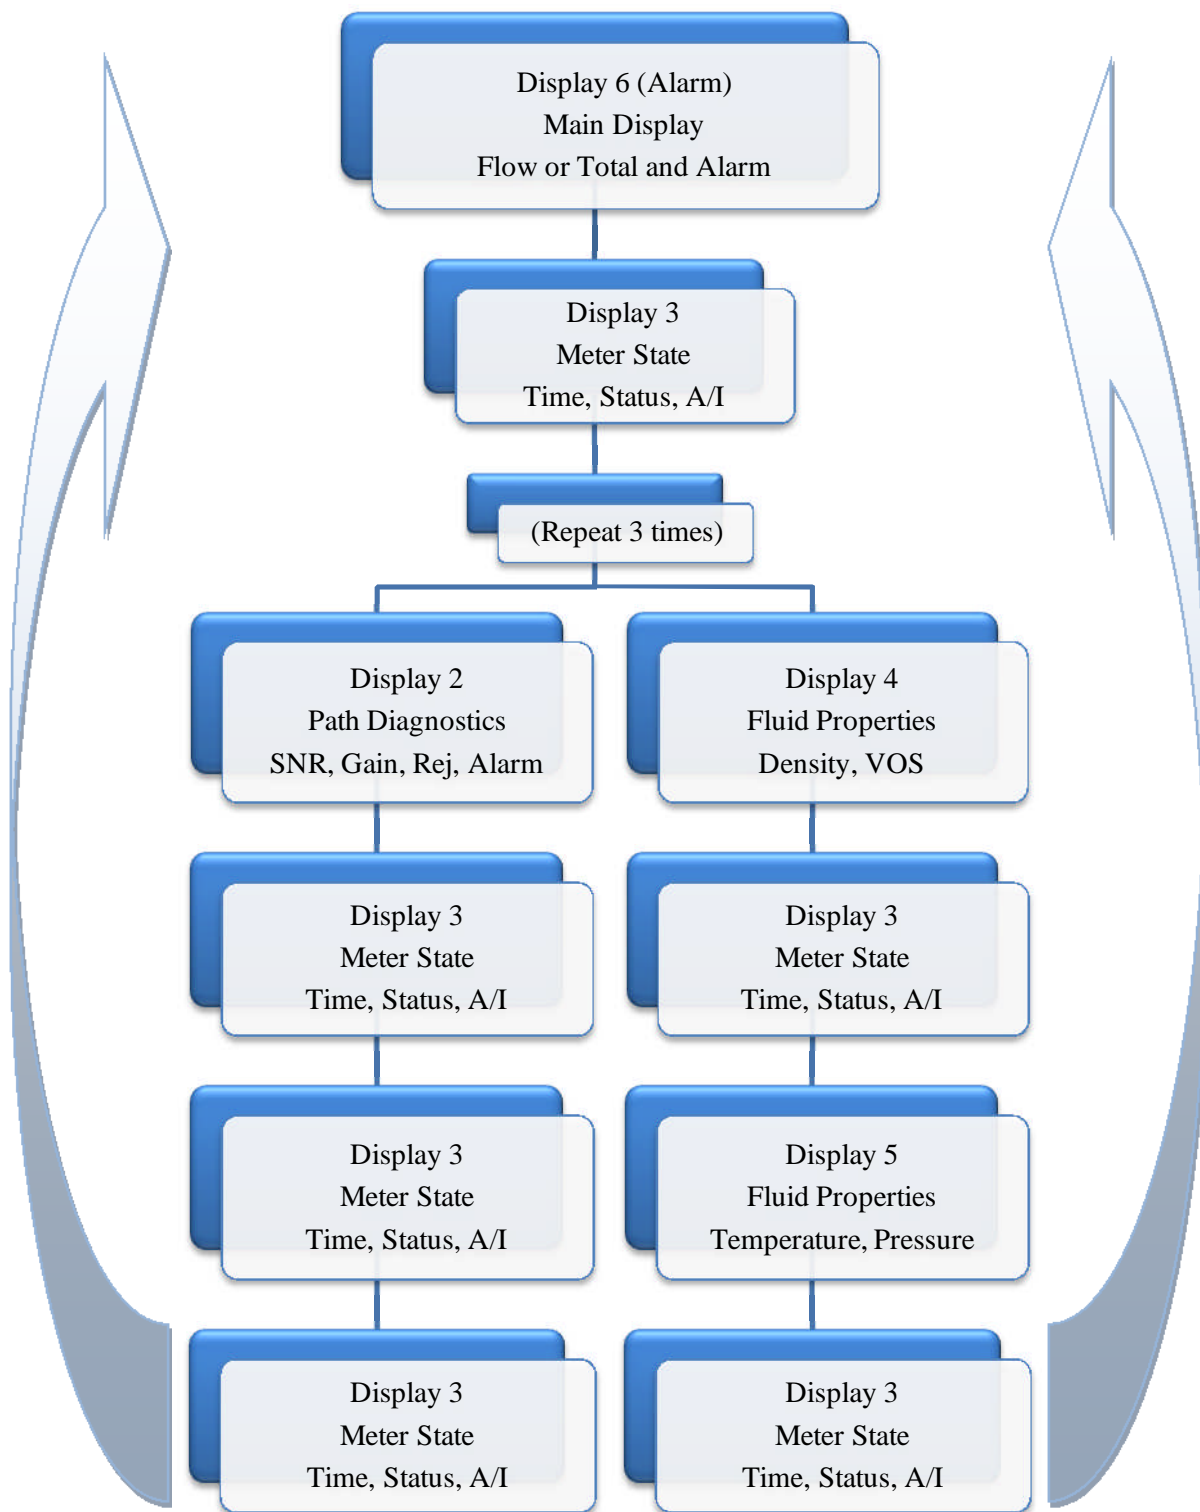 Display 6 (Alarm)
Main Display
Flow or Total and Alarm
Display 3
Meter State
Time, Status, A/I
(Repeat 3 times)
Display 2
Path Diagnostics
SNR, Gain, Rej, Alarm
Display 4
Fluid Properties
Density, VOS
Display 3
Meter State
Time, Status, A/I
Display 3
Meter State
Time, Status, A/I
Display 3
Meter State
Time, Status, A/I
Display 5
Fluid Properties
Temperature, Pressure
Display 3
Meter State
Time, Status, A/I
Display 3
Meter State
Time, Status, A/I